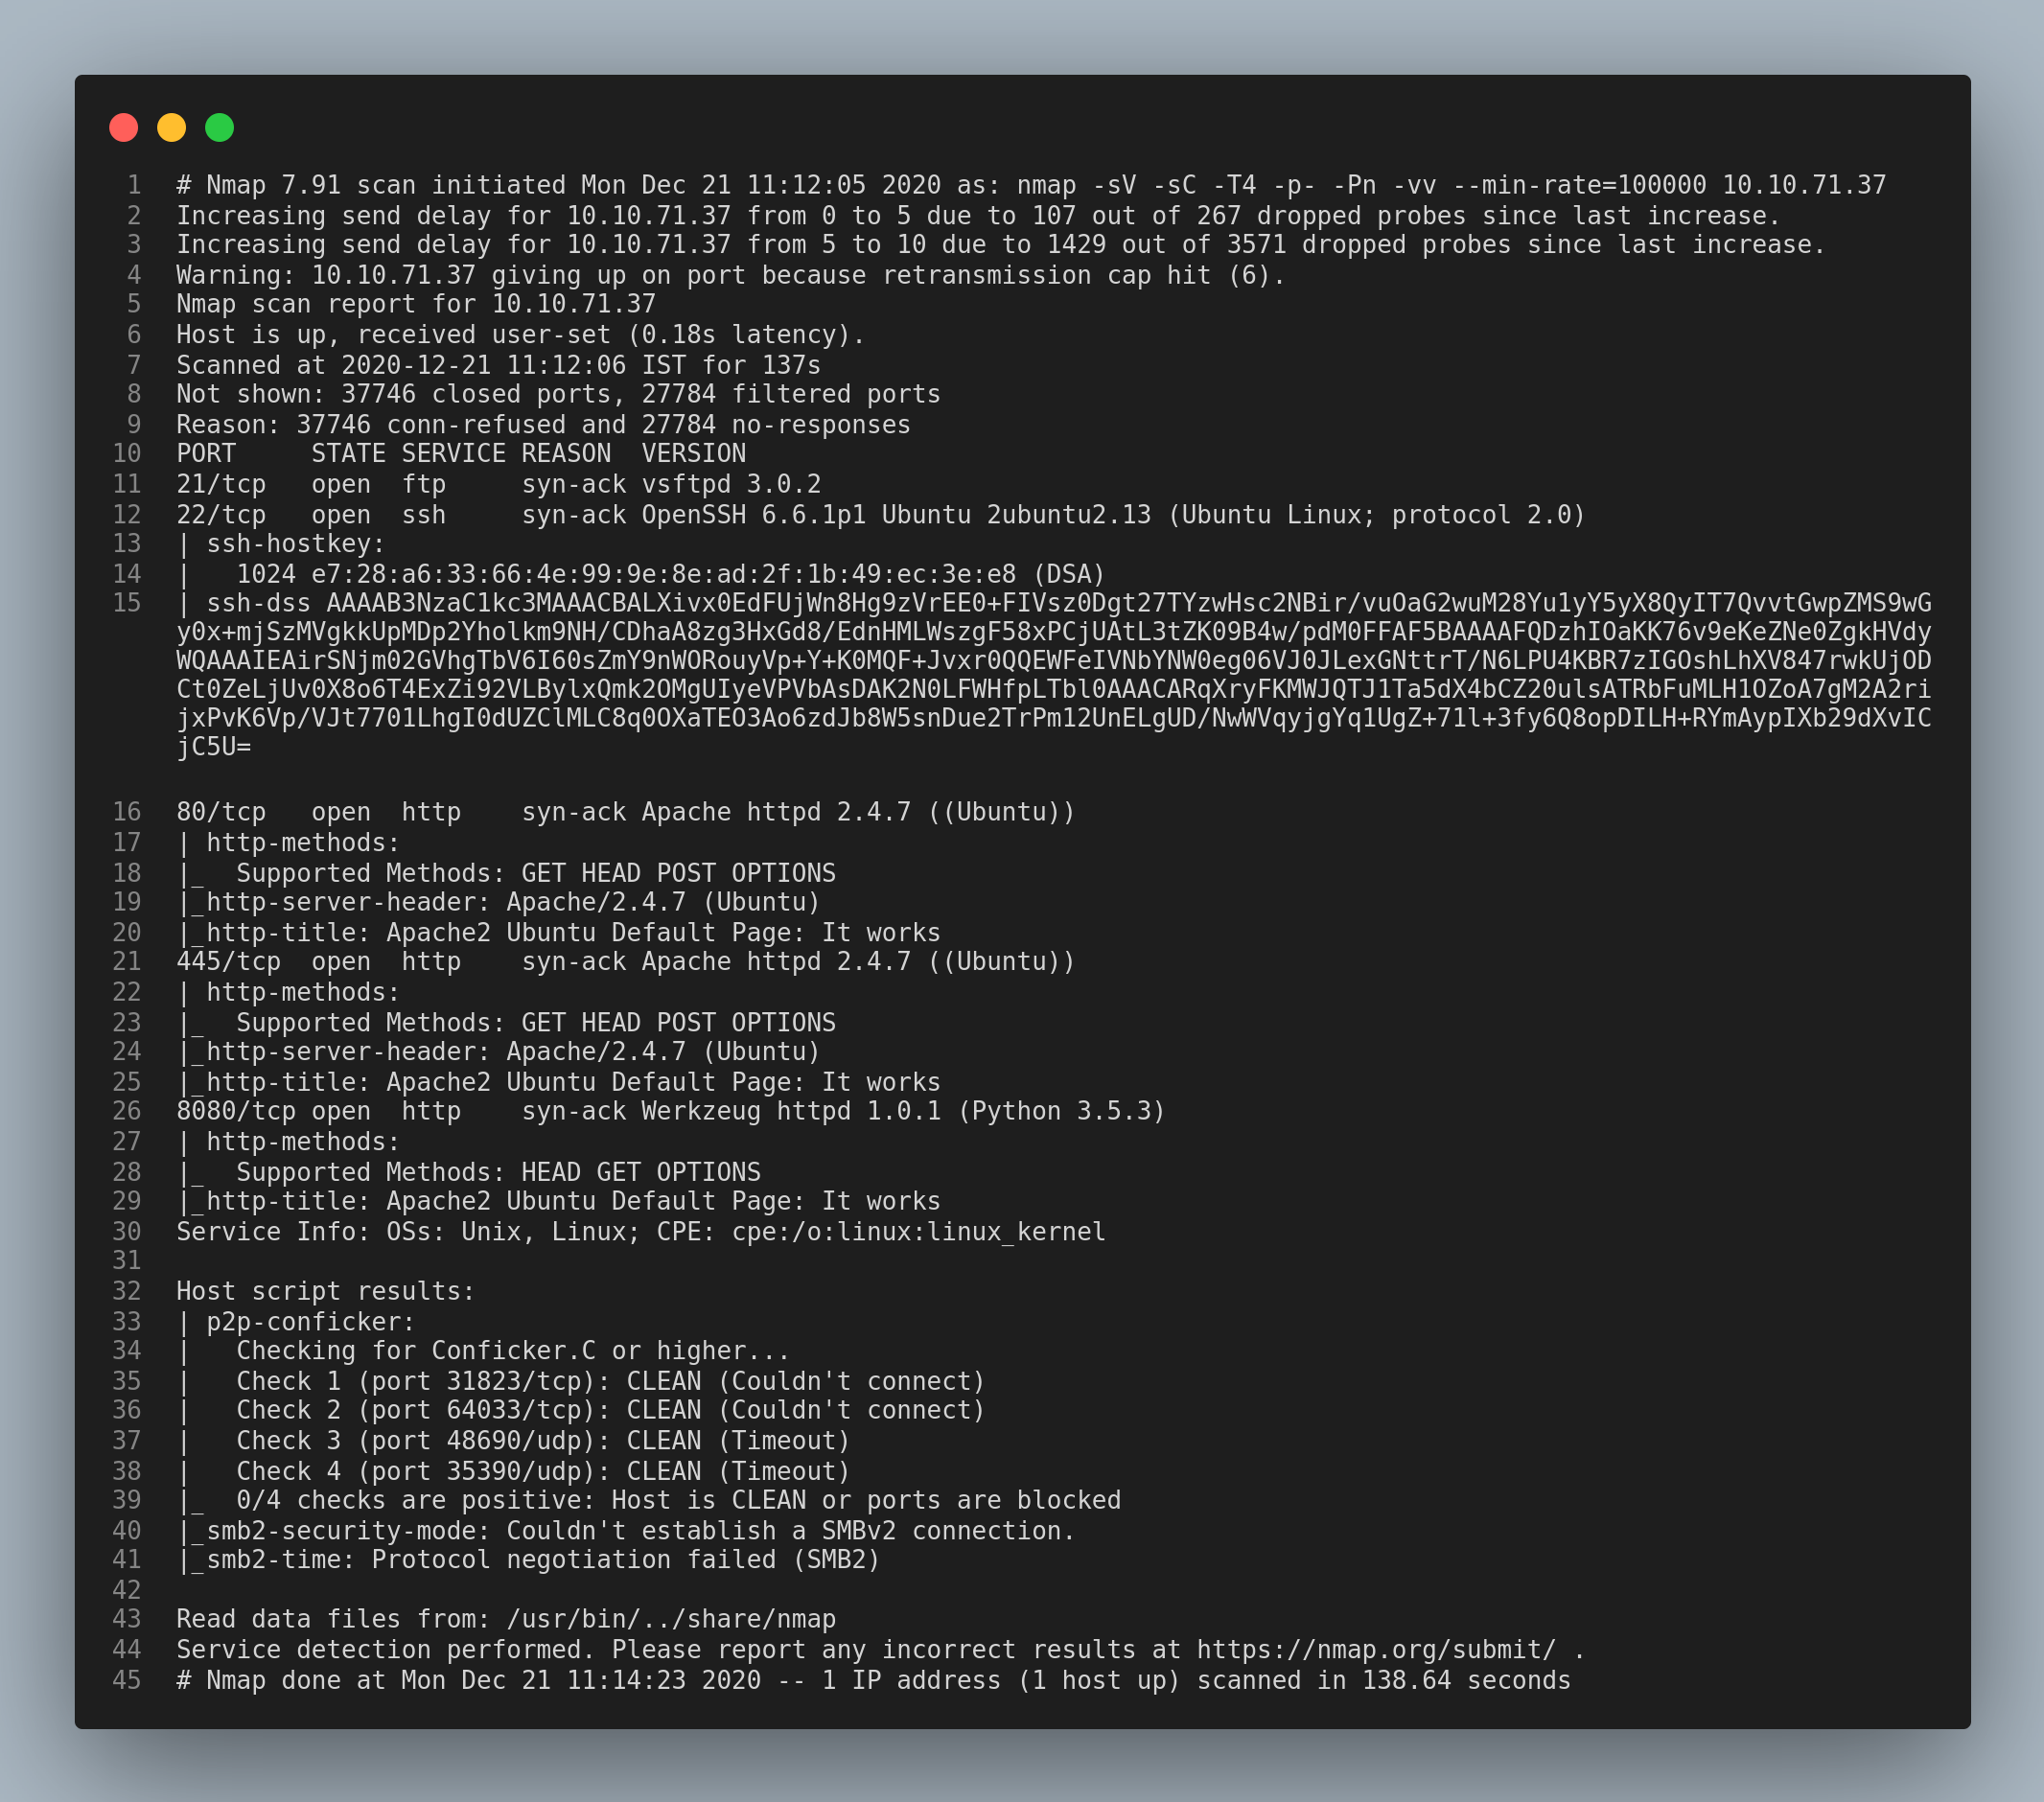 1 # Nmap 7.91 scan initiated Mon Dec 21 11:12:05 2020 as: nmap -sV -sC -T4 -p- -Pn -vv --min-rate=100000 10.10.71.37
2 Increasing send delay for 10.10.71.37 from 0 to 5 due to 107 out of 267 dropped probes since last increase.
3 Increasing send delay for 10.10.71.37 from 5 to 10 due to 1429 out of 3571 dropped probes since last increase.
4 Warning: 10.10.71.37 giving up on port because retransmission cap hit (6).
5 Nmap scan report for 10.10.71.37
6 Host is up, received user-set (0.18s latency).
7 Scanned at 2020-12-21 11:12:06 IST for 137s
8 Not shown: 37746 closed ports, 27784 filtered ports
9 Reason: 37746 conn-refused and 27784 no-responses
10 PORT     STATE SERVICE REASON  VERSION
11 21/tcp   open  ftp     syn-ack vsftpd 3.0.2
12 22/tcp   open  ssh     syn-ack OpenSSH 6.6.1p1 Ubuntu 2ubuntu2.13 (Ubuntu Linux; protocol 2.0)
13 | ssh-hostkey:
14 |   1024 e7:28:a6:33:66:4e:99:9e:8e:ad:2f:1b:49:ec:3e:e8 (DSA)
15 | ssh-dss AAAAB3NzaC1kc3MAAACBALXivx0EdFUjWn8Hg9zVrEE0+FIVsz0Dgt27TYzwHsc2NBir/vuOaG2wuM28Yu1yY5yX8QyIT7QvvtGwpZMS9wG
y0x+mjSzMVgkkUpMDp2Yholkm9NH/CDhaA8zg3HxGd8/EdnHMLWszgF58xPCjUAtL3tZK09B4w/pdM0FFAF5BAAAAFQDzhIOaKK76v9eKeZNe0ZgkHVdy
WQAAAIEAirSNjm02GVhgTbV6I60sZmY9nWORouyVp+Y+K0MQF+Jvxr0QQEWFeIVNbYNW0eg06VJ0JLexGNttrT/N6LPU4KBR7zIGOshLhXV847rwkUjOD
Ct0ZeLjUv0X8o6T4ExZi92VLBylxQmk2OMgUIyeVPVbAsDAK2N0LFWHfpLTbl0AAACARqXryFKMWJQTJ1Ta5dX4bCZ20ulsATRbFuMLH1OZoA7gM2A2ri
jxPvK6Vp/VJt7701LhgI0dUZClMLC8q0OXaTEO3Ao6zdJb8W5snDue2TrPm12UnELgUD/NwWVqyjgYq1UgZ+71l+3fy6Q8opDILH+RYmAypIXb29dXvIC
jC5U=
16 80/tcp   open  http    syn-ack Apache httpd 2.4.7 ((Ubuntu))
17 | http-methods:
18 |_  Supported Methods: GET HEAD POST OPTIONS
19 |_http-server-header: Apache/2.4.7 (Ubuntu)
20 |_http-title: Apache2 Ubuntu Default Page: It works
21 445/tcp  open  http    syn-ack Apache httpd 2.4.7 ((Ubuntu))
22 | http-methods:
23 |_  Supported Methods: GET HEAD POST OPTIONS
24 |_http-server-header: Apache/2.4.7 (Ubuntu)
25 |_http-title: Apache2 Ubuntu Default Page: It works
26 8080/tcp open  http    syn-ack Werkzeug httpd 1.0.1 (Python 3.5.3)
27 | http-methods:
28 |_  Supported Methods: HEAD GET OPTIONS
29 |_http-title: Apache2 Ubuntu Default Page: It works
30 Service Info: OSs: Unix, Linux; CPE: cpe:/o:linux:linux_kernel
31
32 Host script results:
33 | p2p-conficker:
34 |   Checking for Conficker.C or higher...
35 |   Check 1 (port 31823/tcp): CLEAN (Couldn't connect)
36 |   Check 2 (port 64033/tcp): CLEAN (Couldn't connect)
37 |   Check 3 (port 48690/udp): CLEAN (Timeout)
38 |   Check 4 (port 35390/udp): CLEAN (Timeout)
39 |_  0/4 checks are positive: Host is CLEAN or ports are blocked
40 |_smb2-security-mode: Couldn't establish a SMBv2 connection.
41 |_smb2-time: Protocol negotiation failed (SMB2)
42
43 Read data files from: /usr/bin/../share/nmap
44 Service detection performed. Please report any incorrect results at https://nmap.org/submit/ .
45 # Nmap done at Mon Dec 21 11:14:23 2020 -- 1 IP address (1 host up) scanned in 138.64 seconds